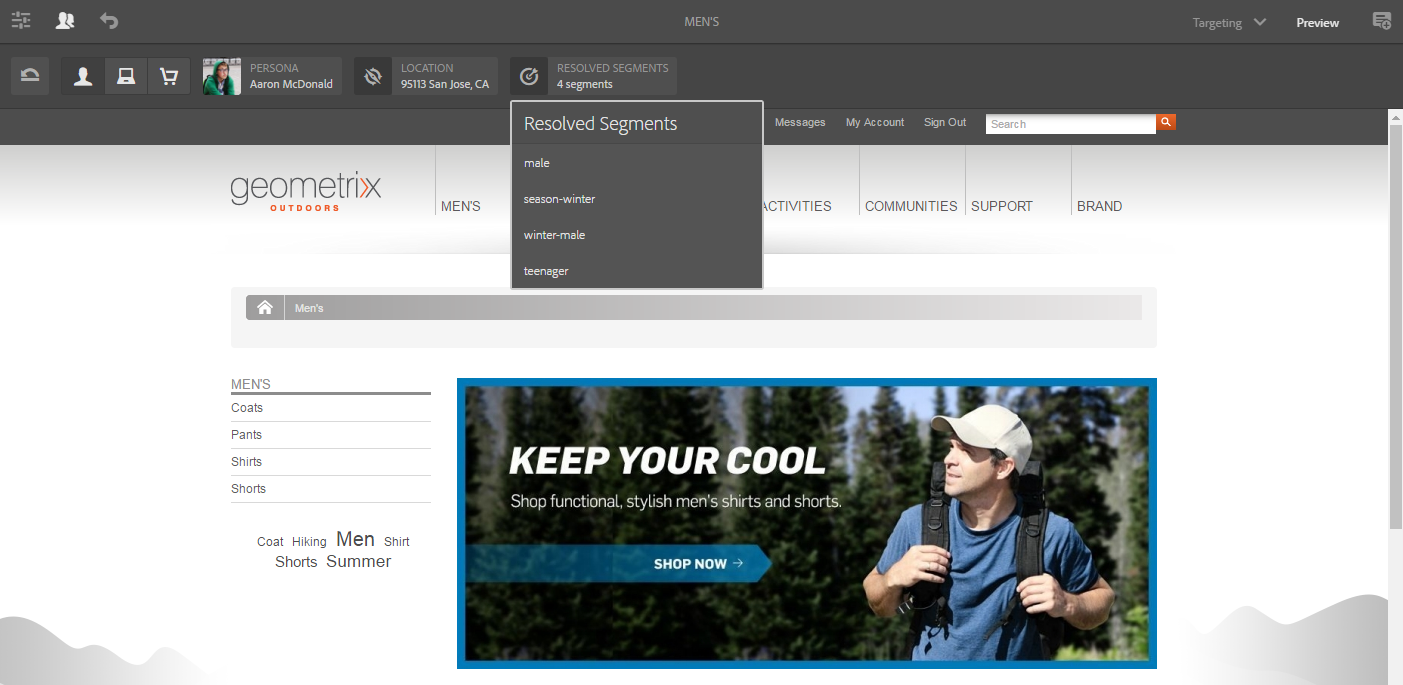 MEN'S
Targeting
Preview
PERSONA
Aaron McDonald
LOCATION
95113 San Jose, CA
RESOLVED SEGMENTS
4 segments
Resolved Segments
male
season-winter
winter-male
teenager
Messages My Account Sign Out Search
geometrixx
OUTDOORS
MEN'S ACTIVITIES COMMUNITIES SUPPORT BRAND
Men's
MEN'S
Coats
Pants
Shirts
Shorts
Coat Hiking Men Shirt
Shorts Summer
KEEP YOUR COOL
Shop functional, stylish men's shirts and shorts.
SHOP NOW →